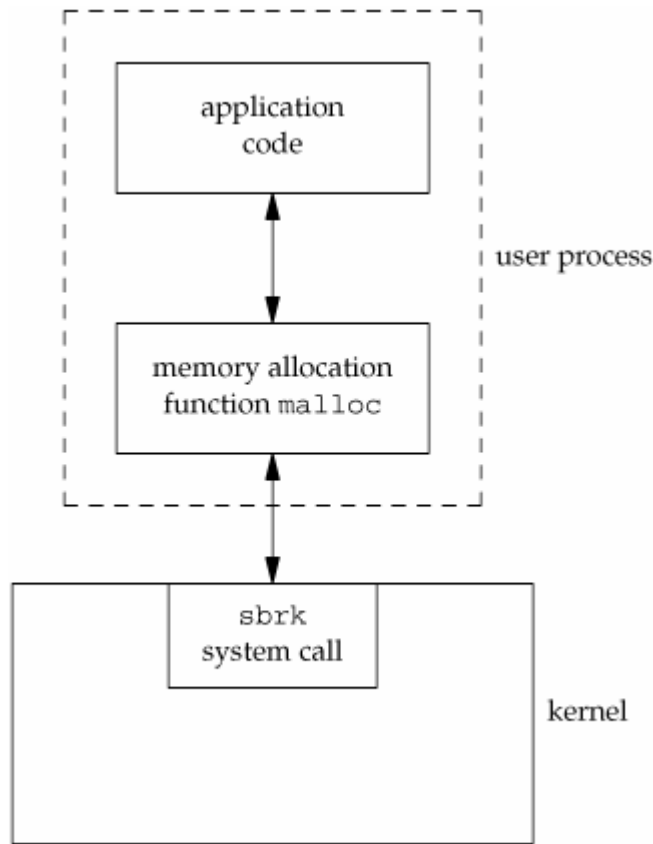 application
code
user process
memory allocation
function malloc
sbrk
system call
kernel